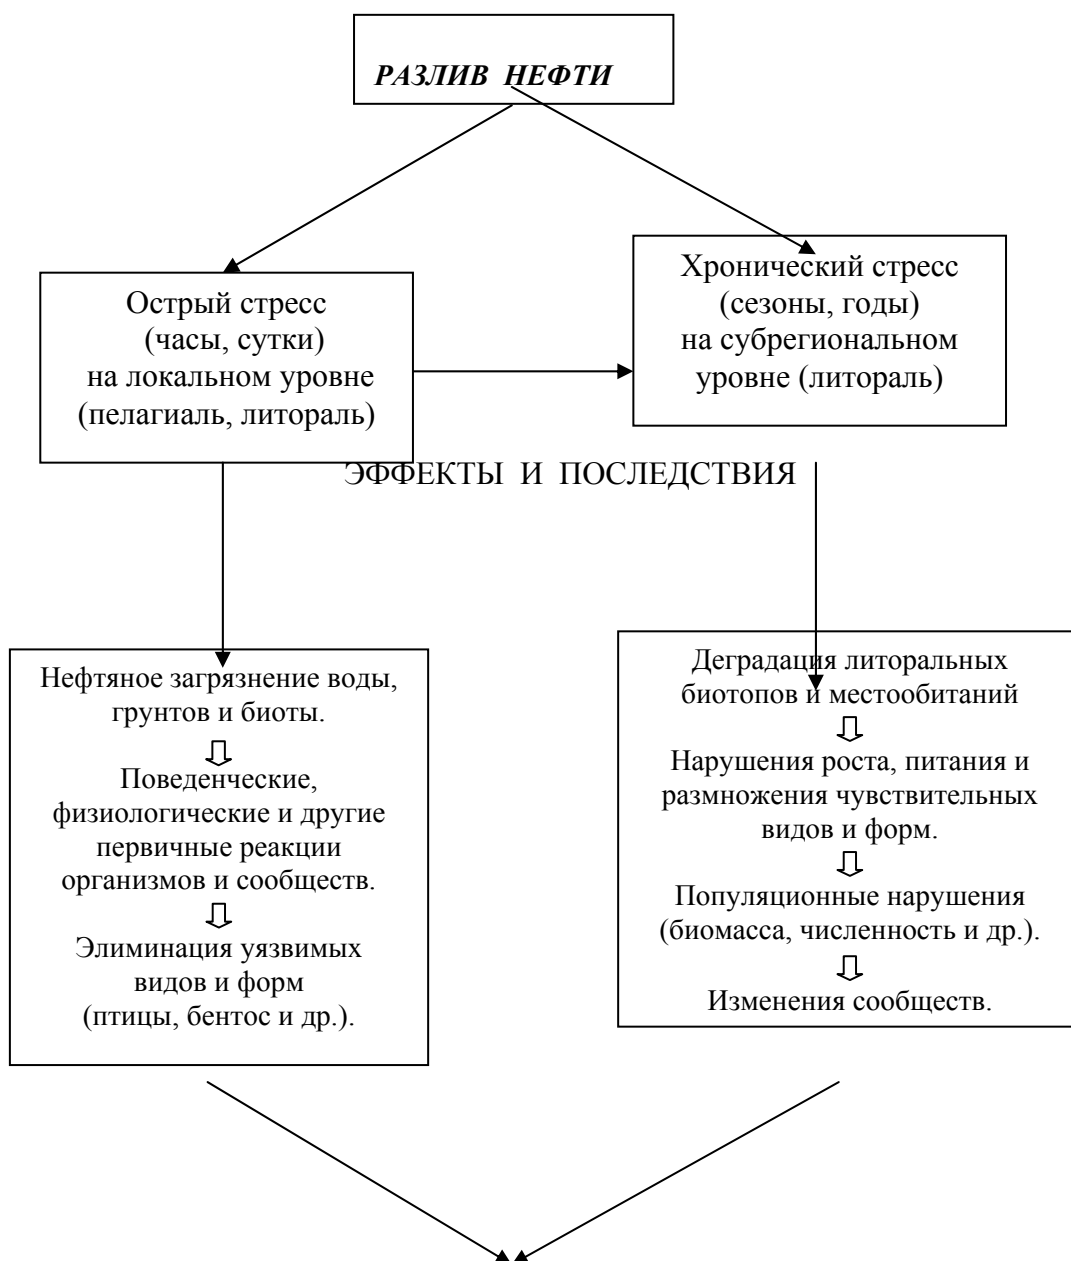 РАЗЛИВ НЕФТИ
Острый стресс
(часы, сутки)
на локальном уровне
(пелагиаль, литораль)
Хронический стресс
(сезоны, годы)
на субрегиональном
уровне (литораль)
ЭФФЕКТЫ И ПОСЛЕДСТВИЯ
Нефтяное загрязнение воды,
грунтов и биоты.
Поведенческие,
физиологические и другие
первичные реакции
организмов и сообществ.
Элиминация уязвимых
видов и форм
(птицы, бентос и др.).
Деградация литоральных
биотопов и местообитаний
Нарушения роста, питания и
размножения чувствительных
видов и форм.
Популяционные нарушения
(биомасса, численность и др.).
Изменения сообществ.